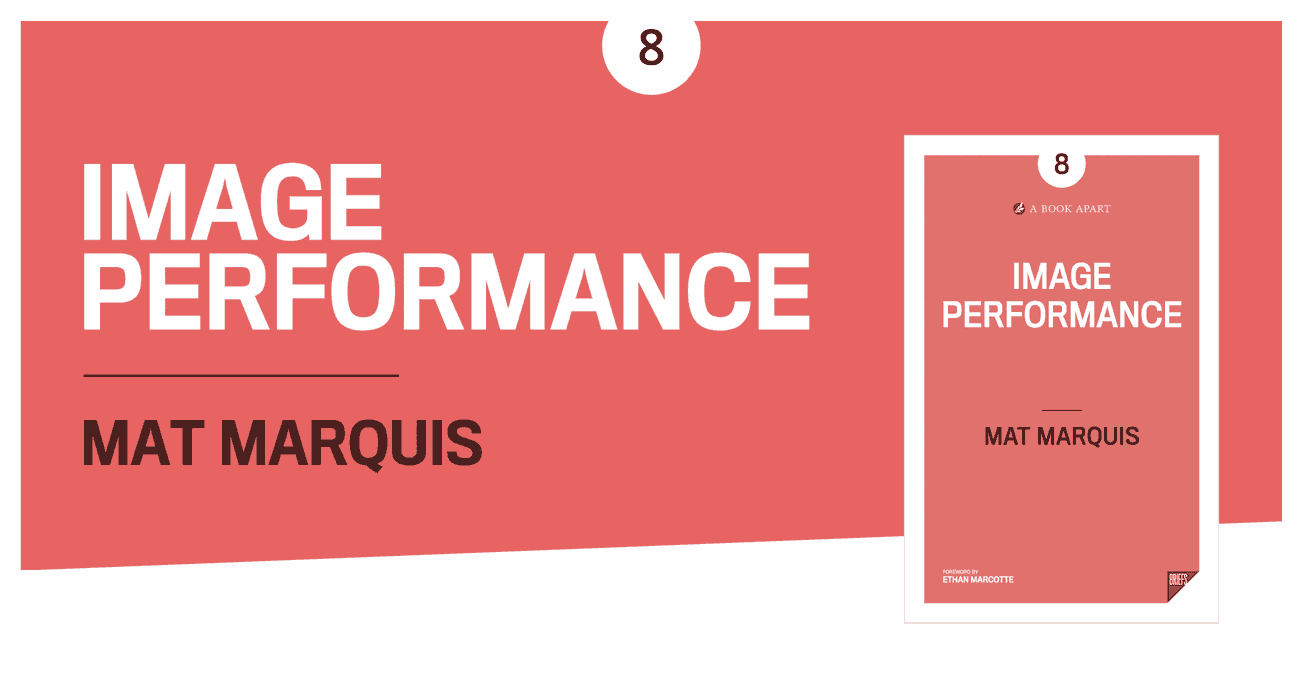 8
IMAGE
PERFORMANCE
MAT MARQUIS
8
A BOOK APART
IMAGE
PERFORMANCE
MAT MARQUIS
FOREWORD BY
ETHAN MARCOTTE
BRIEFS